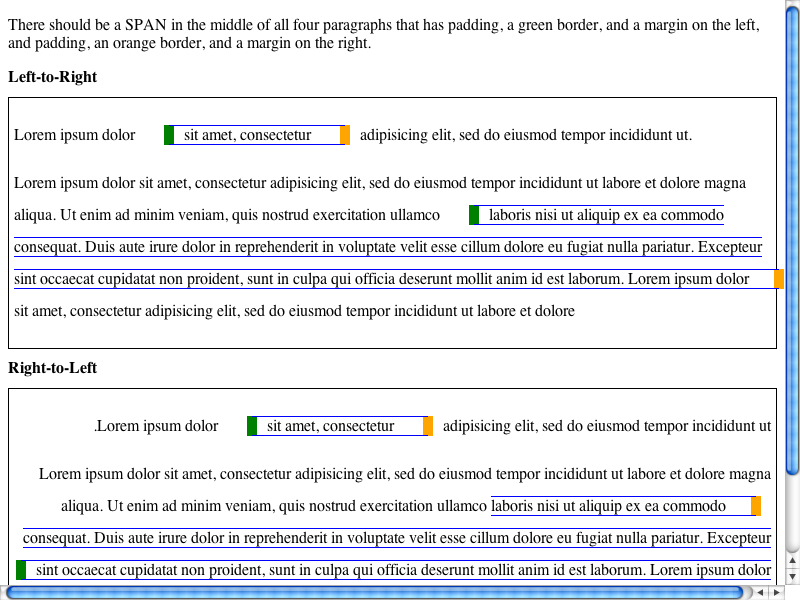 There should be a SPAN in the middle of all four paragraphs that has padding, a green border, and a margin on the left,
and padding, an orange border, and a margin on the right.
Left-to-Right
Lorem ipsum dolor sit amet, consectetur adipisicing elit, sed do eiusmod tempor incididunt ut.
Lorem ipsum dolor sit amet, consectetur adipisicing elit, sed do eiusmod tempor incididunt ut labore et dolore magna
aliqua. Ut enim ad minim veniam, quis nostrud exercitation ullamco laboris nisi ut aliquip ex ea commodo
consequat. Duis aute irure dolor in reprehenderit in voluptate velit esse cillum dolore eu fugiat nulla pariatur. Excepteur
sint occaecat cupidatat non proident, sunt in culpa qui officia deserunt mollit anim id est laborum. Lorem ipsum dolor
sit amet, consectetur adipisicing elit, sed do eiusmod tempor incididunt ut labore et dolore
Right-to-Left
.Lorem ipsum dolor sit amet, consectetur adipisicing elit, sed do eiusmod tempor incididunt ut
Lorem ipsum dolor sit amet, consectetur adipisicing elit, sed do eiusmod tempor incididunt ut labore et dolore magna
aliqua. Ut enim ad minim veniam, quis nostrud exercitation ullamco laboris nisi ut aliquip ex ea commodo
consequat. Duis aute irure dolor in reprehenderit in voluptate velit esse cillum dolore eu fugiat nulla pariatur. Excepteur
sint occaecat cupidatat non proident, sunt in culpa qui officia deserunt mollit anim id est laborum. Lorem ipsum dolor